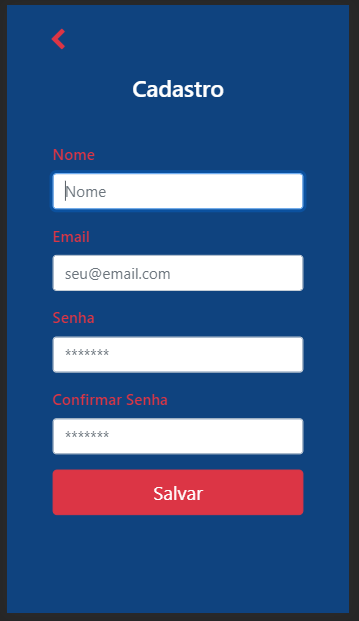 Cadastro
Nome
Nome
Email
seu@email.com
Senha
*******
Confirmar Senha
*******
Salvar